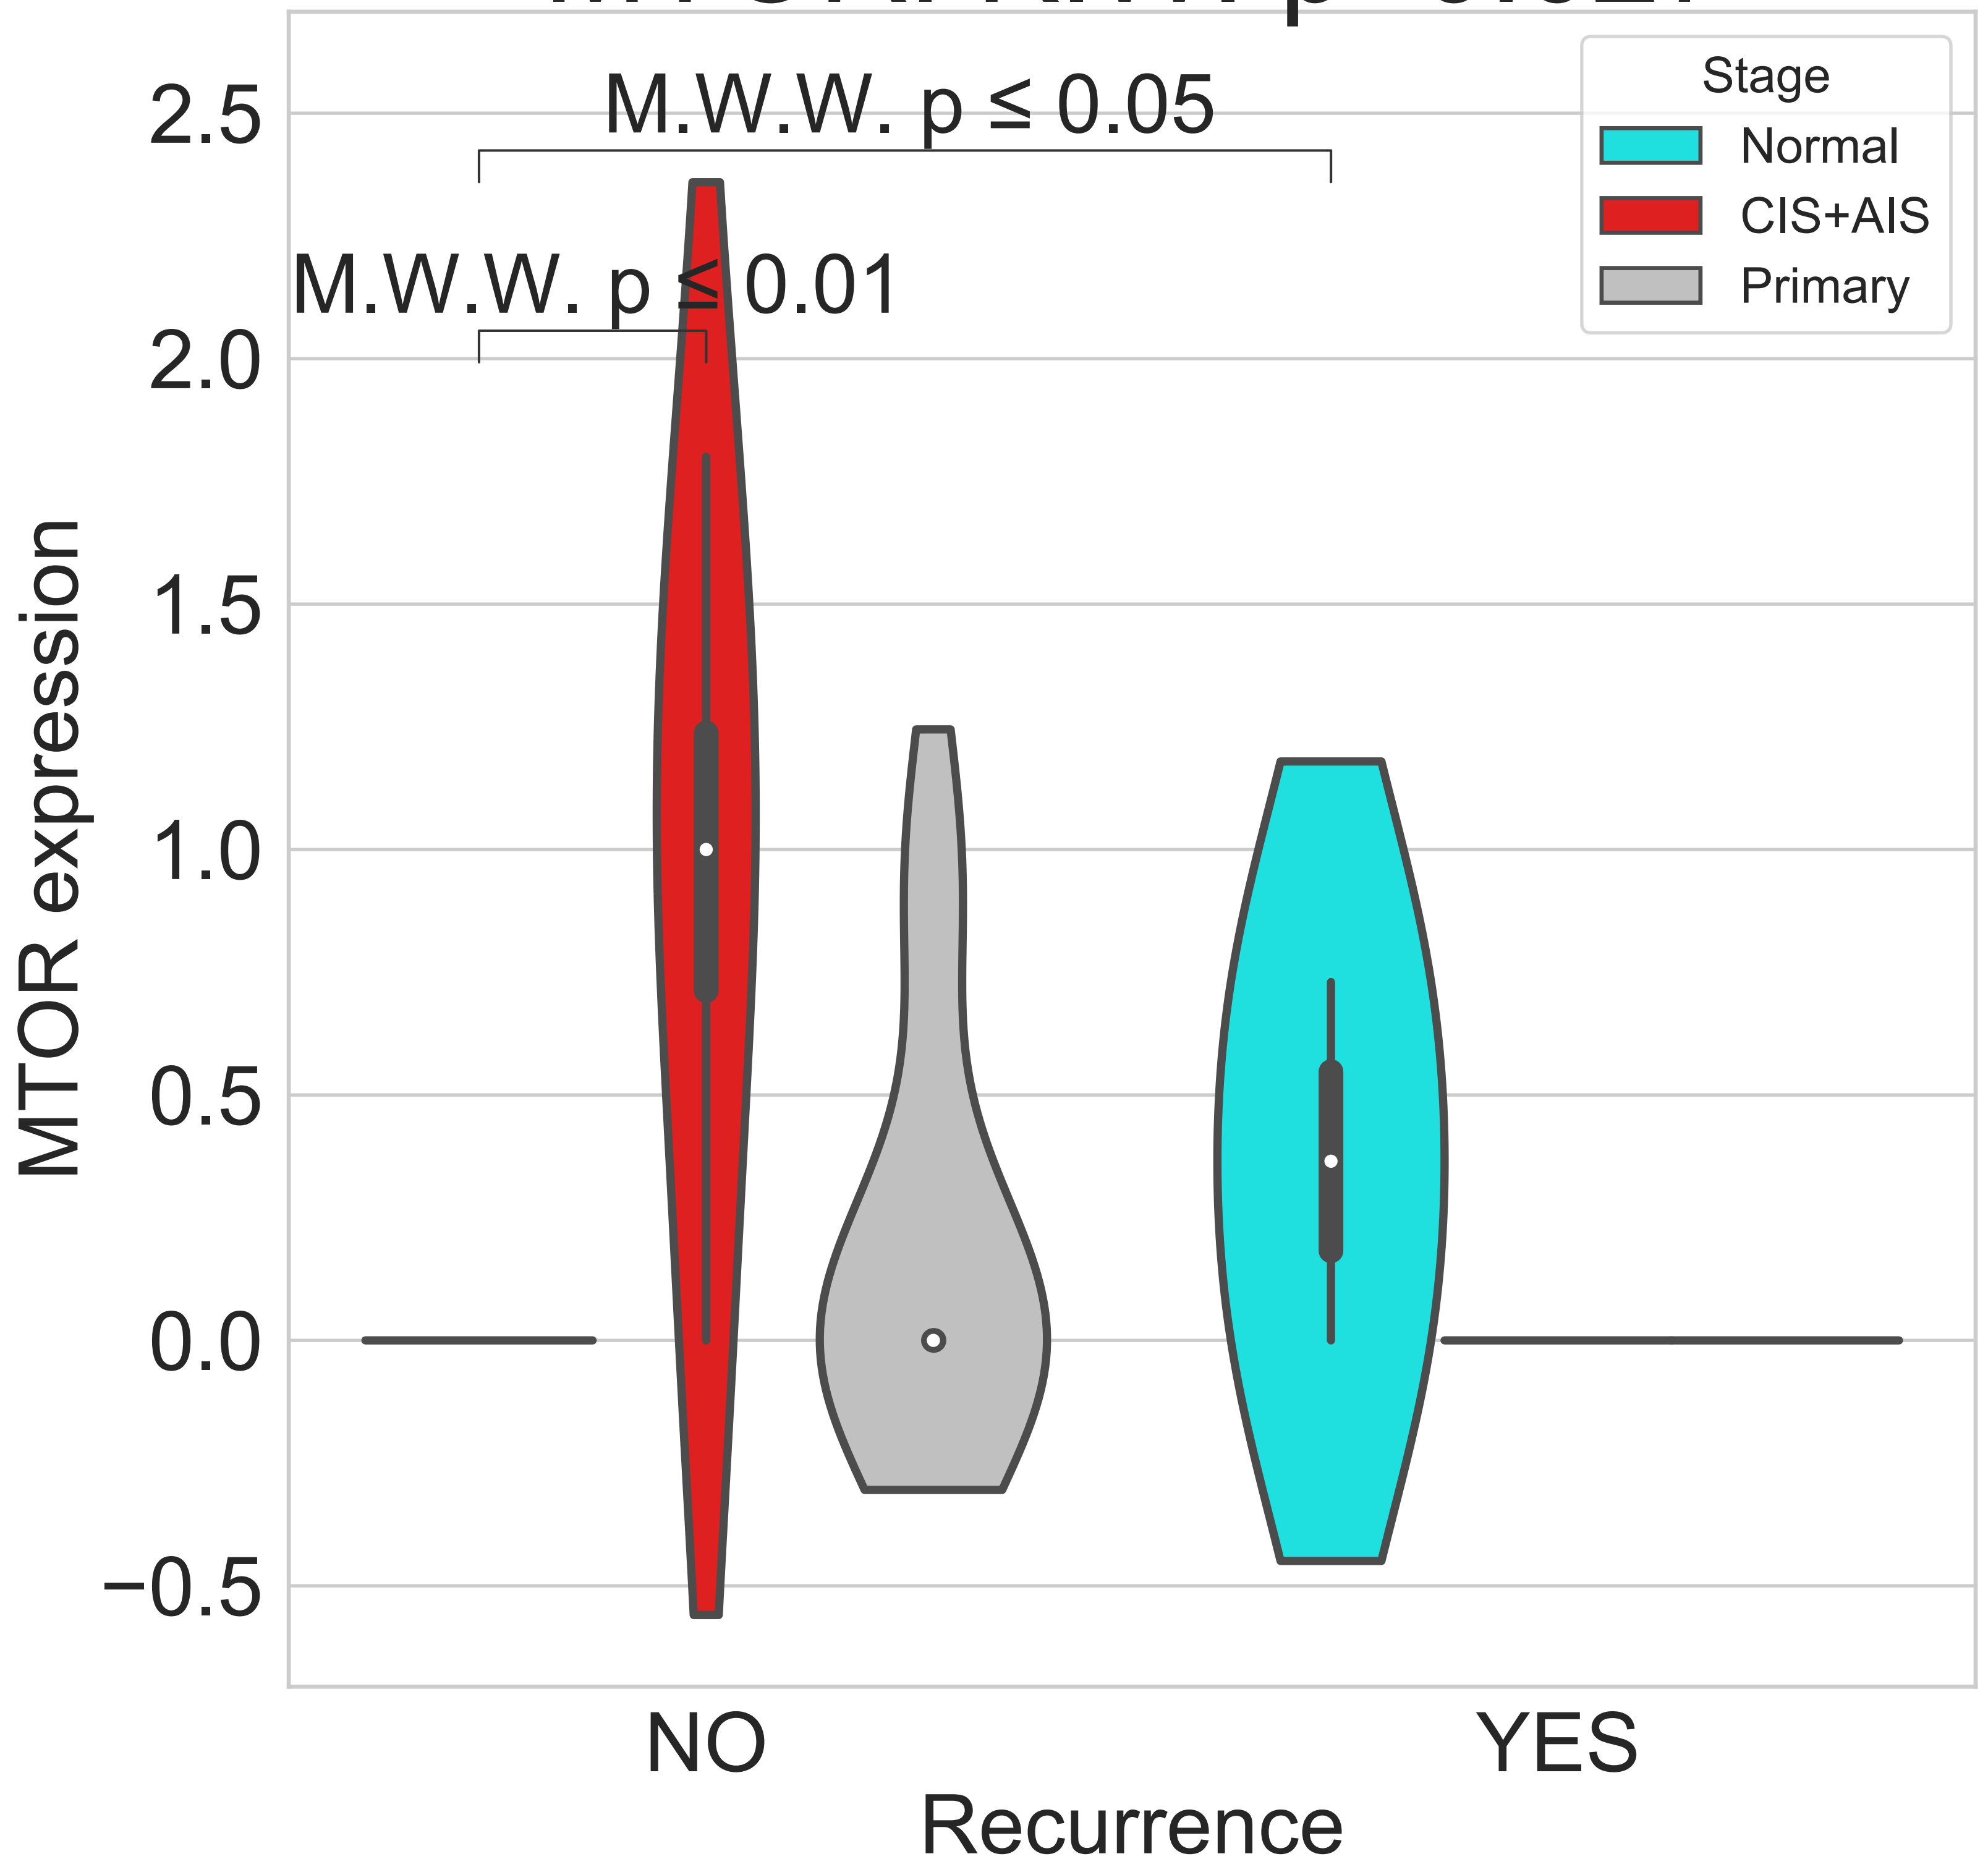 M.W.W. p ≤ 0.05
M.W.W. p ≤ 0.01
Stage
Normal
CIS+AIS
Primary
2.5
2.0
1.5
1.0
0.5
0.0
−0.5
MTOR expression
NO
YES
Recurrence